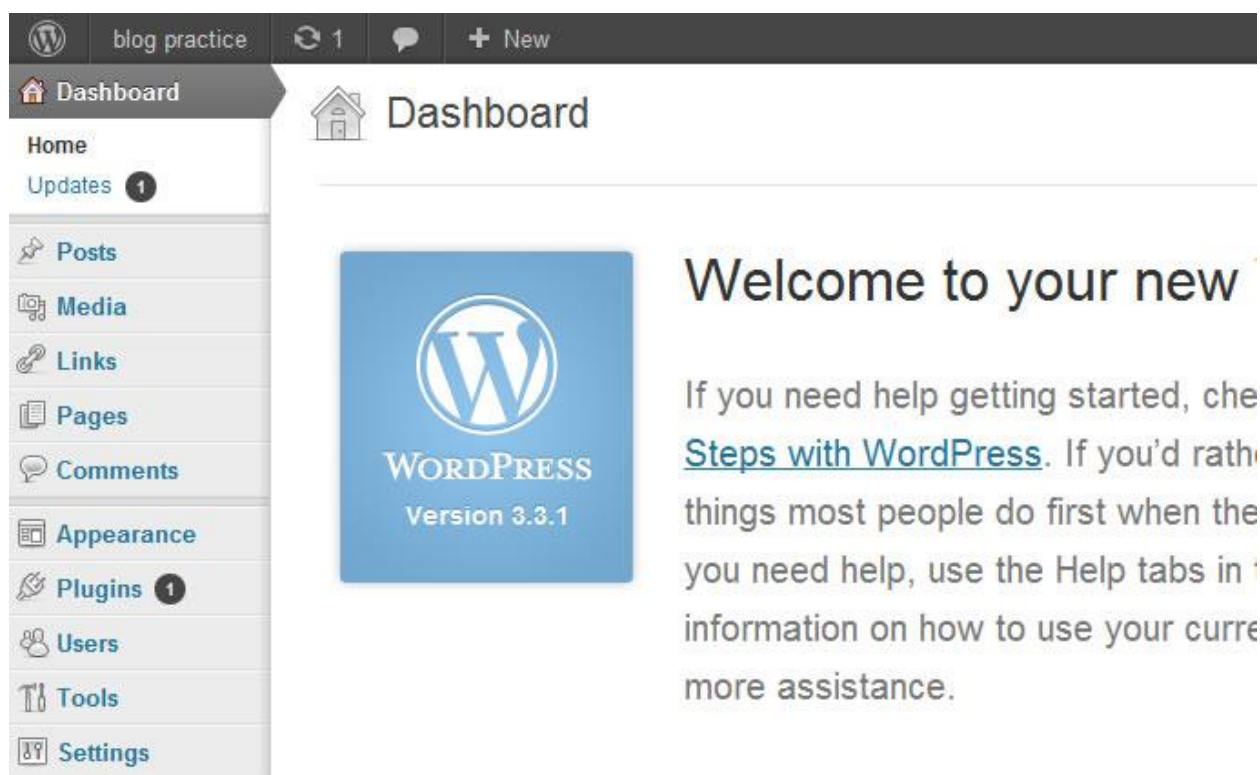 blog practice 1 + New
Dashboard
Home
Updates 1
Posts
Media
Links
Pages
Comments
Appearance
Plugins 1
Users
Tools
Settings
Dashboard
WORDPRESS
Version 3.3.1
Welcome to your new
If you need help getting started, che
Steps with WordPress. If you’d rath
things most people do first when the
you need help, use the Help tabs in
information on how to use your curre
more assistance.